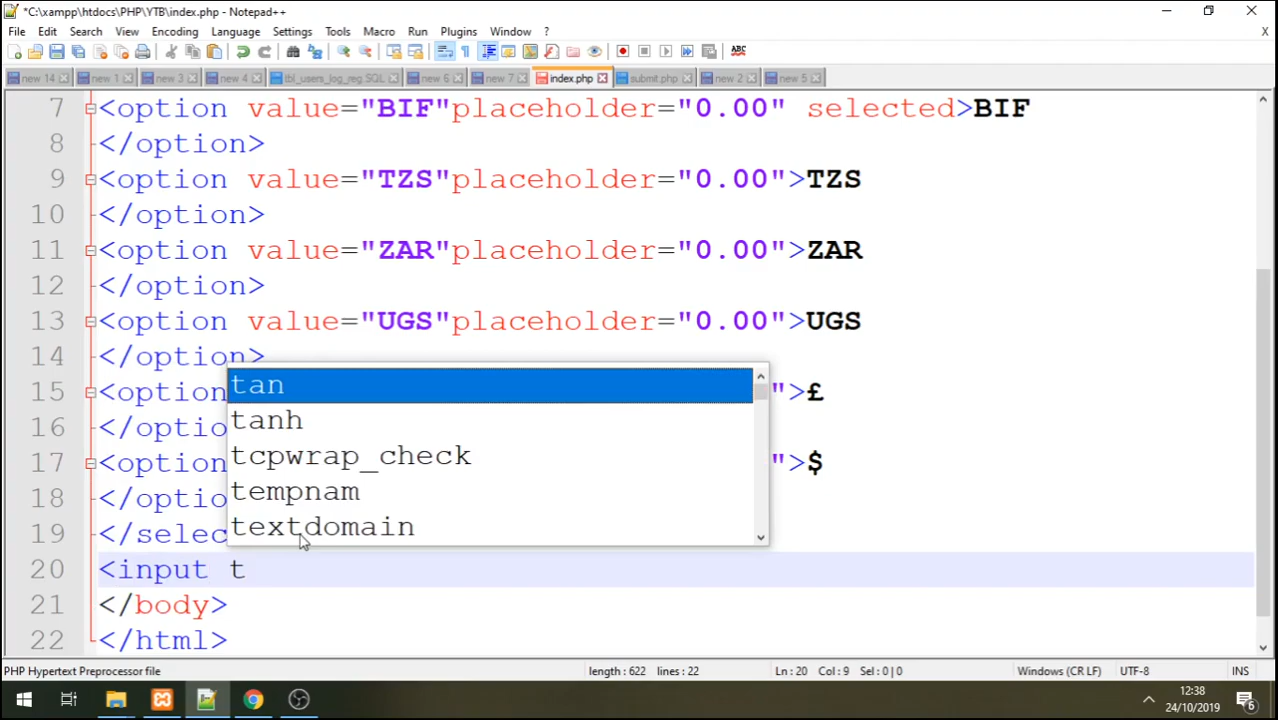 *C:\xampp\htdocs\PHP\YTB\index.php - Notepad++
File Edit Search View Encoding Language Settings Tools Macro Run Plugins Window ? X
new 14 new 1 new 3 new 4 tbl_users_log_reg.SQL new 6 new 7 index.php submit.php new 2 new 5
7 <option value="BIF"placeholder="0.00" selected>BIF
8 </option>
9 <option value="TZS"placeholder="0.00">TZS
10 </option>
11 <option value="ZAR"placeholder="0.00">ZAR
12 </option>
13 <option value="UGS"placeholder="0.00">UGS
14 </option>
15 <option ">£
16 </optio
17 <option ">$
18 </optio
19 </selec
tan
tanh
tcpwrap_check
tempnam
textdomain
20 <input t
21 </body>
22 </html>
PHP Hypertext Preprocessor file length : 622 lines : 22 Ln : 20 Col : 9 Sel : 0 | 0 Windows (CR LF) UTF-8 INS
12:38
24/10/2019
6